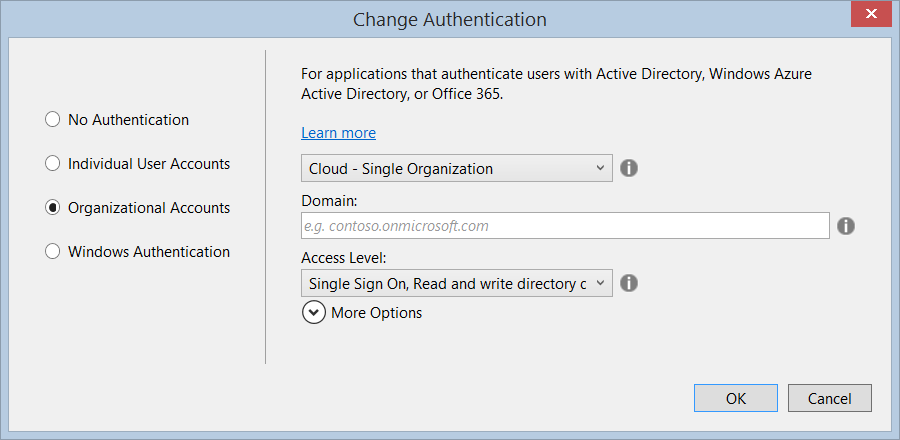 Change Authentication
No Authentication
Individual User Accounts
Organizational Accounts
Windows Authentication
For applications that authenticate users with Active Directory, Windows Azure
Active Directory, or Office 365.
Learn more
Cloud - Single Organization
Domain:
e.g. contoso.onmicrosoft.com
Access Level:
Single Sign On, Read and write directory c
More Options
OK
Cancel